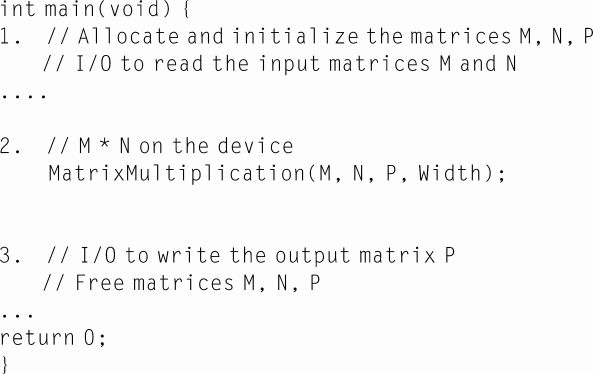 int main(void) {
1. // Allocate and initialize the matrices M, N, P
// I/O to read the input matrices M and N
....
2. // M * N on the device
MatrixMultiplication(M, N, P, Width);
3. // I/O to write the output matrix P
// Free matrices M, N, P
...
return 0;
}